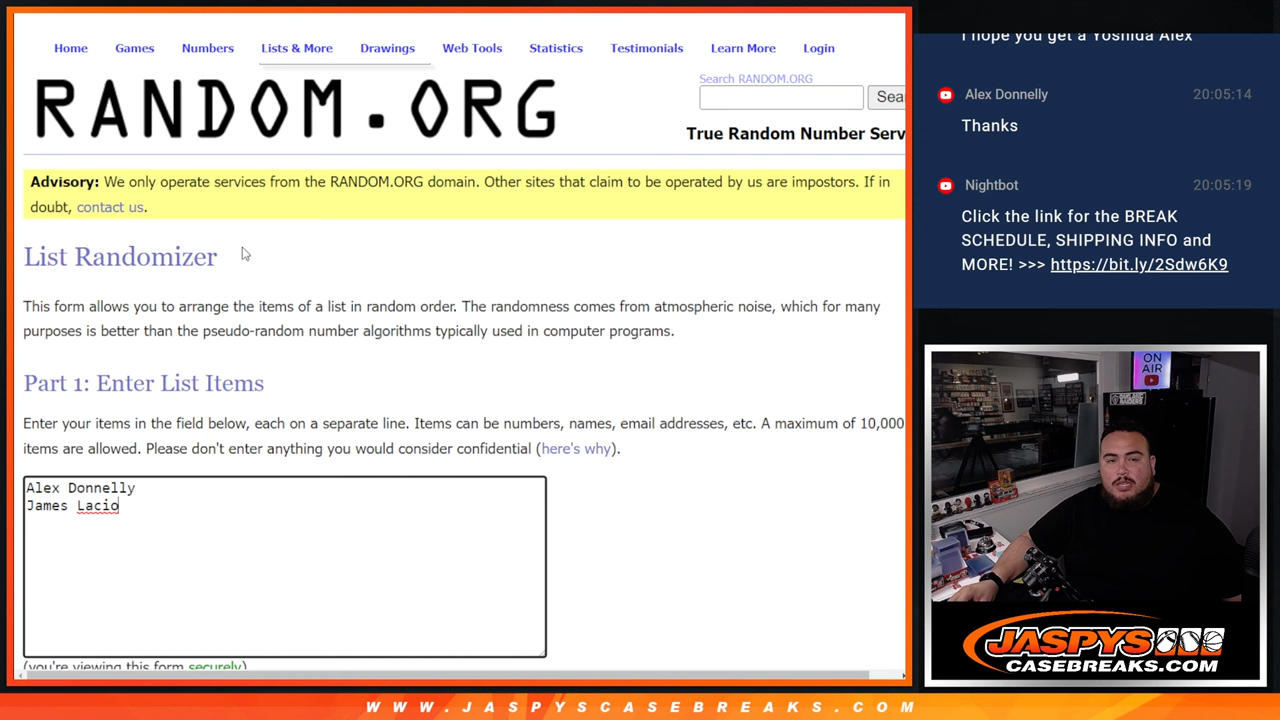 Home Games Numbers Lists & More Drawings Web Tools Statistics Testimonials Learn More Login
RANDOM.ORG
Search RANDOM.ORG
Sea
True Random Number Serv
Advisory: We only operate services from the RANDOM.ORG domain. Other sites that claim to be operated by us are impostors. If in
doubt, contact us.
List Randomizer
This form allows you to arrange the items of a list in random order. The randomness comes from atmospheric noise, which for many
purposes is better than the pseudo-random number algorithms typically used in computer programs.
Part 1: Enter List Items
Enter your items in the field below, each on a separate line. Items can be numbers, names, email addresses, etc. A maximum of 10,000
items are allowed. Please don't enter anything you would consider confidential (here's why).
Alex Donnelly
James Lacio
(you're viewing this form securely)
I hope you get a Yoshida Alex
Alex Donnelly 20:05:14
Thanks
Nightbot 20:05:19
Click the link for the BREAK
SCHEDULE, SHIPPING INFO and
MORE! >>> https://bit.ly/2Sdw6K9
ON
AIR
JASPYS
CASEBREAKS.COM
WWW.JASPYSCASEBREAKS.COM